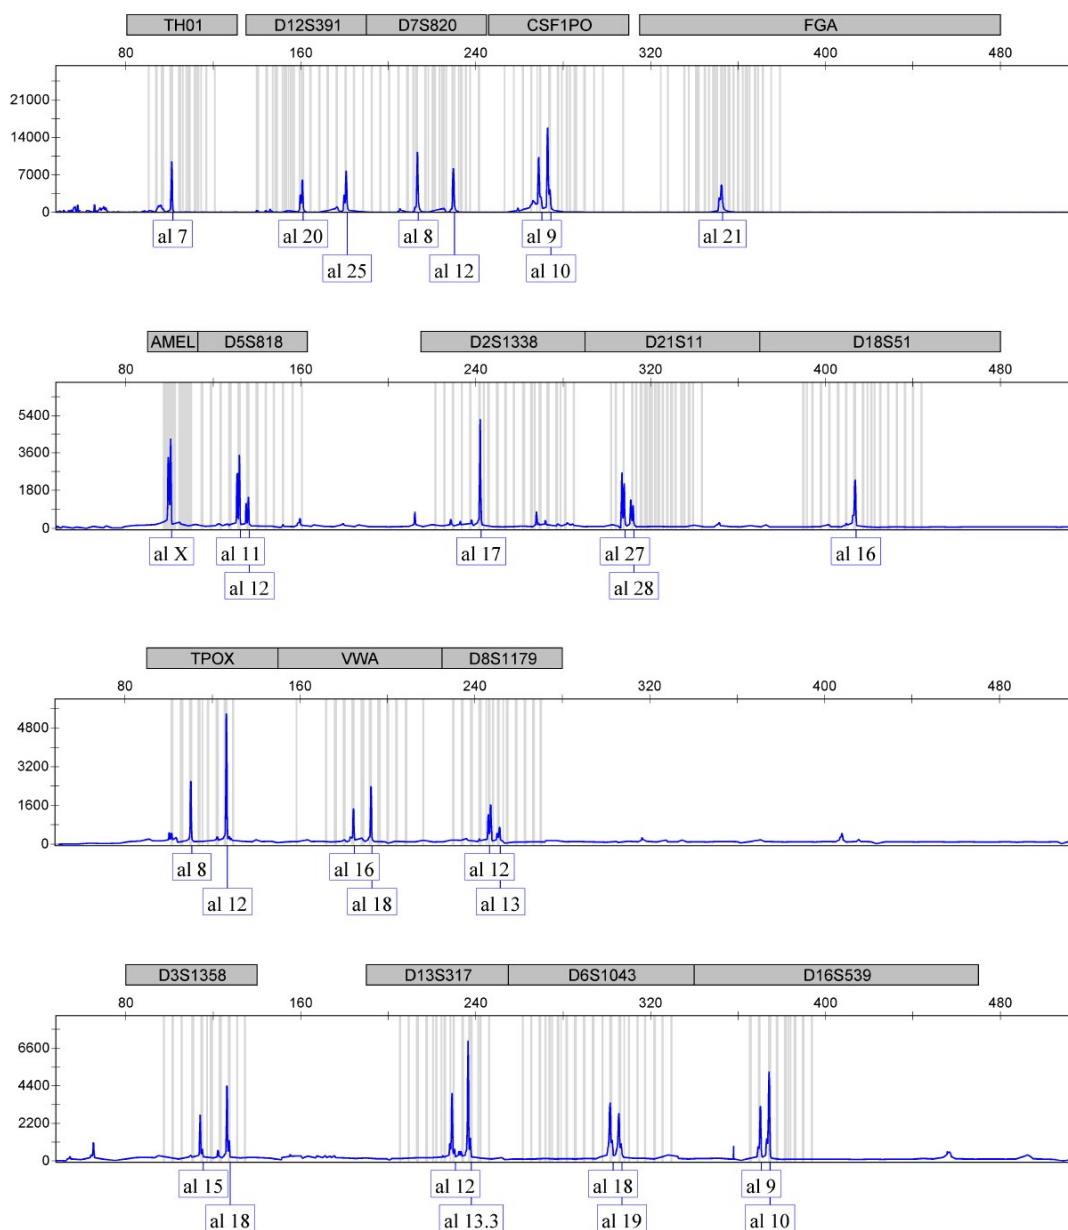 TH01 D12S391 D7S820 CSF1PO FGA
80 160 240 320 400 480
21000
14000
7000
0
al 7 al 20 al 8 al 9 al 21
al 25 al 12 al 10
AMEL D5S818 D2S1338 D21S11 D18S51
80 160 240 320 400 480
5400
3600
1800
0
al X al 11 al 17 al 27 al 16
al 12 al 28
TPOX VWA D8S1179
80 160 240 320 400 480
4800
3200
1600
0
al 8 al 16 al 12
al 12 al 18 al 13
D3S1358 D13S317 D6S1043 D16S539
80 160 240 320 400 480
6600
4400
2200
0
al 15 al 12 al 18 al 9
al 18 al 13.3 al 19 al 10